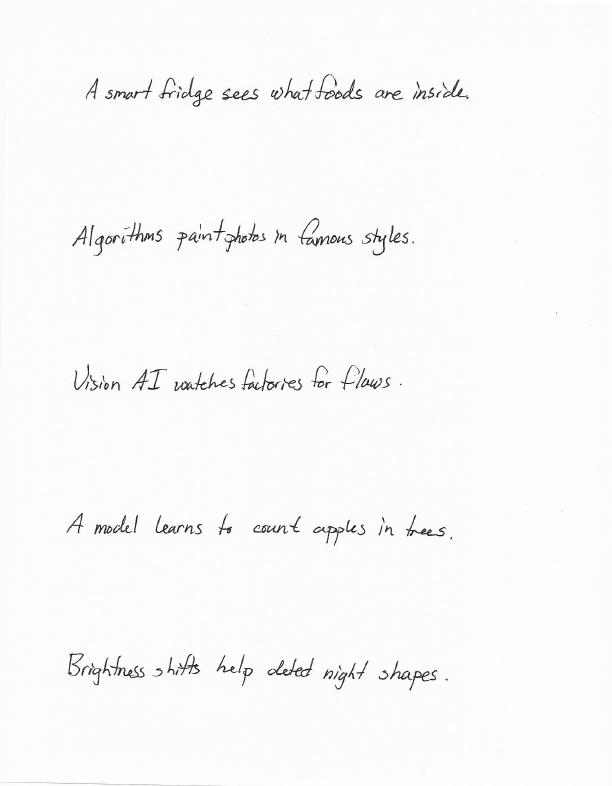 A smart fridge sees what foods are inside.
Algorithms paint photos in famous styles.
Vision AI watches factories for flaws.
A model learns to count apples in trees.
Brightness shifts help detect night shapes.